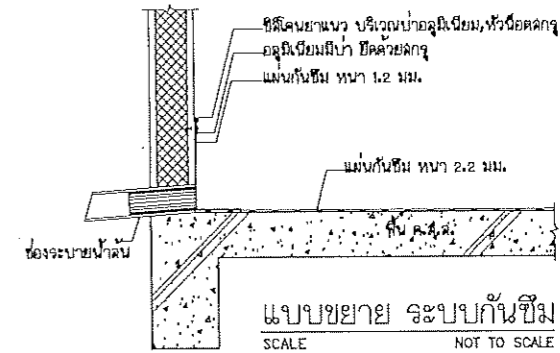 ซิลิโคนยาแนว บริเวณบ่าอลูมิเนียม,หัวน็อตสกรู
อลูมิเนียมมีบ่า ยึดด้วยสกรู
แผ่นกันซึม หนา 1.2 มม.
แผ่นกันซึม หนา 2.2 มม.
พื้น ค.ส.ล.
ช่องระบายน้ำล้น
แบบขยาย ระบบกันซึม
SCALE NOT TO SCALE